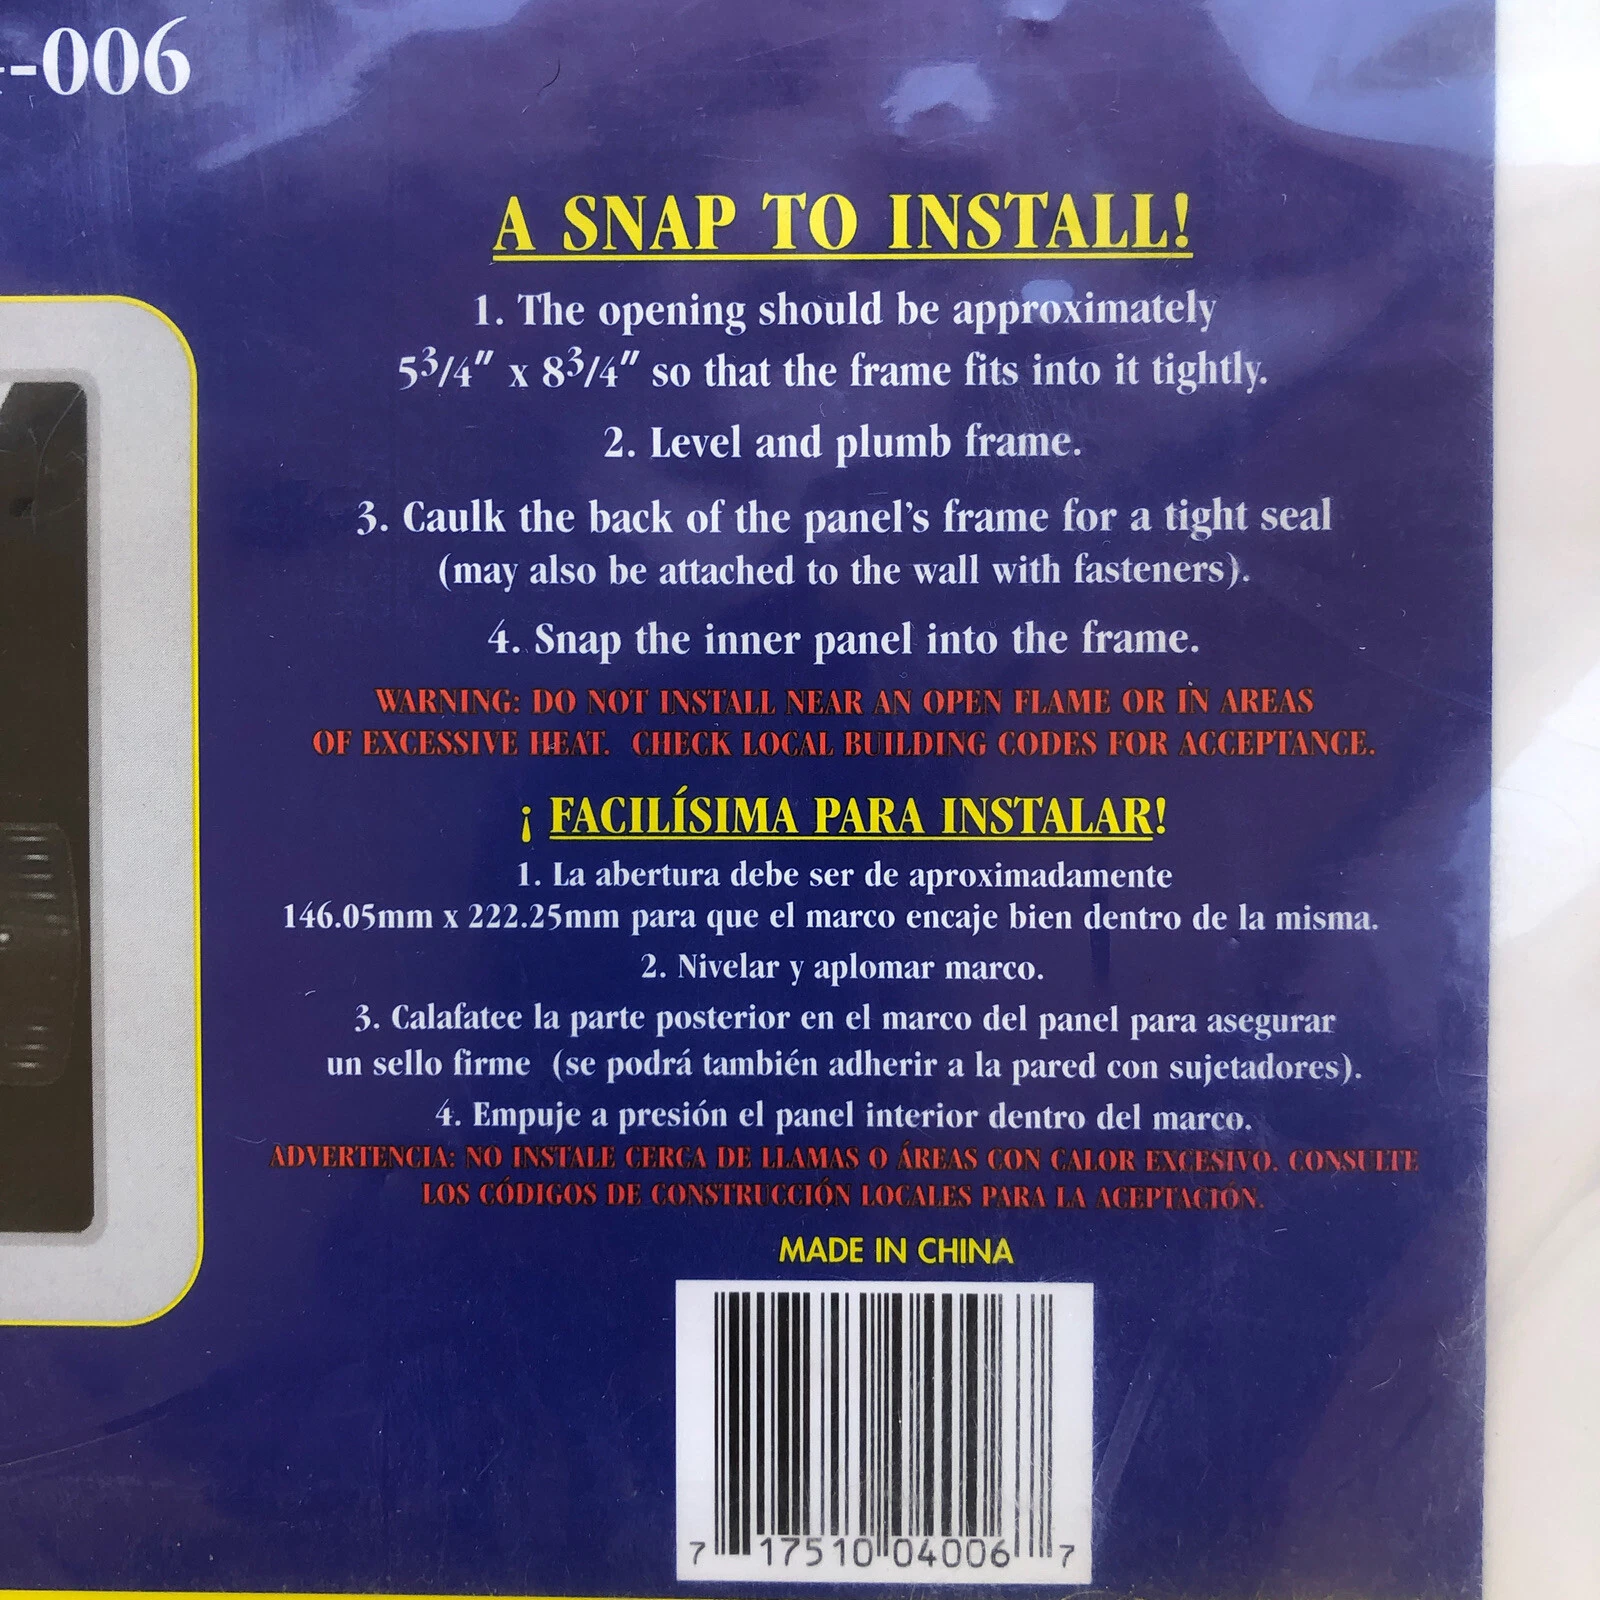 -006
A SNAP TO INSTALL!
1. The opening should be approximately
5 3/4" x 8 3/4" so that the frame fits into it tightly.
2. Level and plumb frame.
3. Caulk the back of the panel's frame for a tight seal
(may also be attached to the wall with fasteners).
4. Snap the inner panel into the frame.
WARNING: DO NOT INSTALL NEAR AN OPEN FLAME OR IN AREAS
OF EXCESSIVE HEAT. CHECK LOCAL BUILDING CODES FOR ACCEPTANCE.
¡ FACILÍSIMA PARA INSTALAR!
1. La abertura debe ser de aproximadamente
146.05mm x 222.25mm para que el marco encaje bien dentro de la misma.
2. Nivelar y aplomar marco.
3. Calafatee la parte posterior en el marco del panel para asegurar
un sello firme (se podrá también adherir a la pared con sujetadores).
4. Empuje a presión el panel interior dentro del marco.
ADVERTENCIA: NO INSTALE CERCA DE LLAMAS O ÁREAS CON CALOR EXCESIVO. CONSULTE
LOS CÓDIGOS DE CONSTRUCCIÓN LOCALES PARA LA ACEPTACIÓN.
MADE IN CHINA
7 17510 04006 7